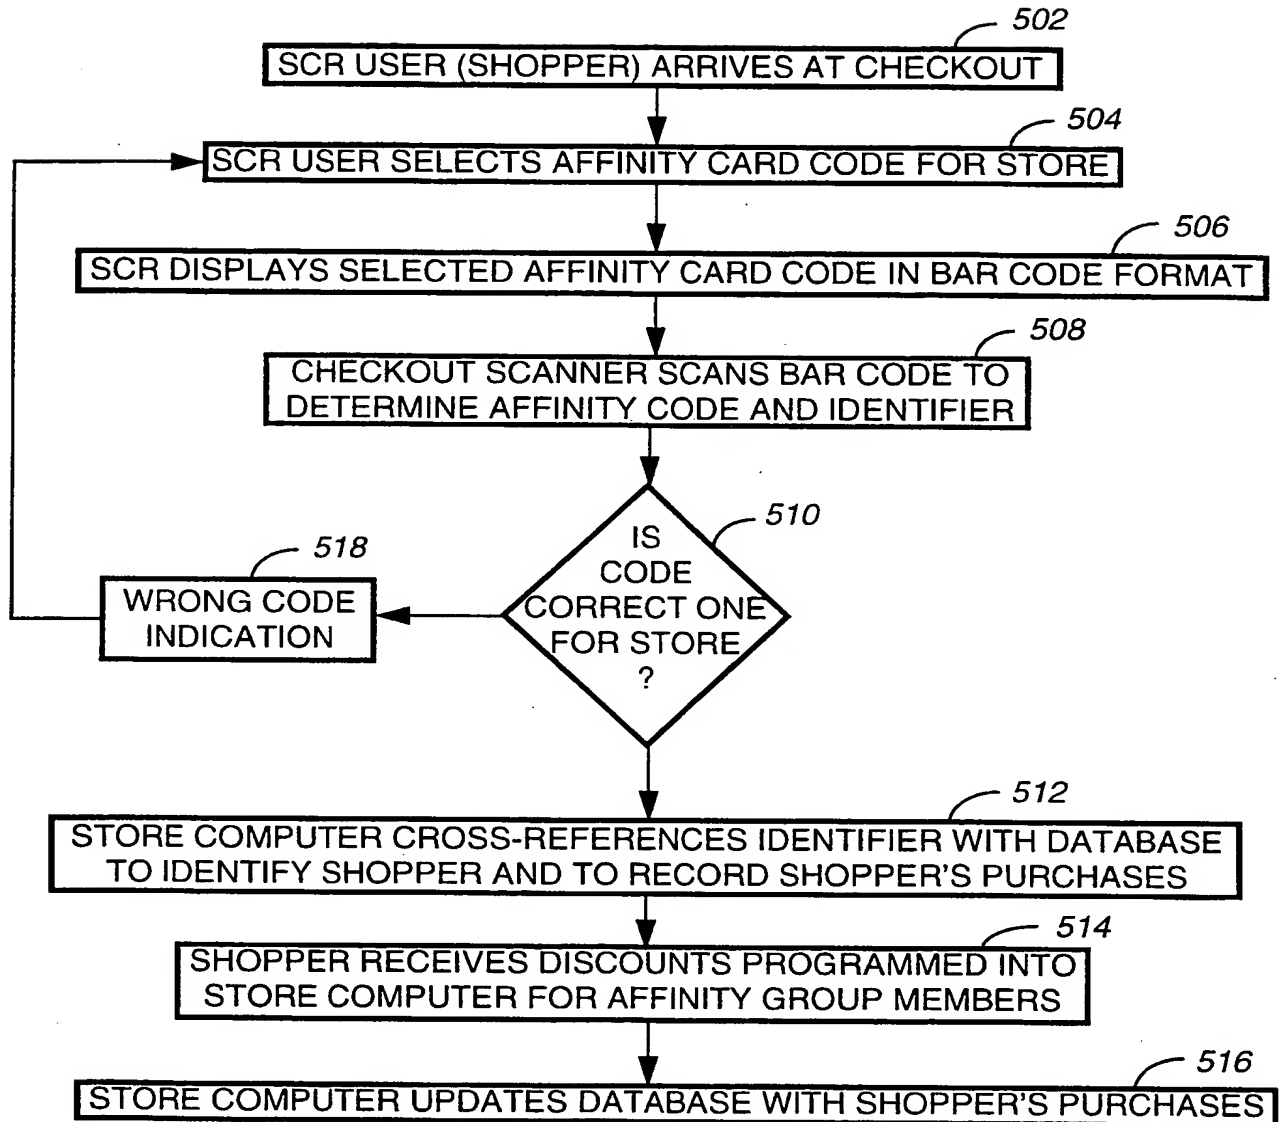 502
SCR USER (SHOPPER) ARRIVES AT CHECKOUT
504
SCR USER SELECTS AFFINITY CARD CODE FOR STORE
506
SCR DISPLAYS SELECTED AFFINITY CARD CODE IN BAR CODE FORMAT
508
CHECKOUT SCANNER SCANS BAR CODE TO
DETERMINE AFFINITY CODE AND IDENTIFIER
510
IS
CODE
CORRECT ONE
FOR STORE
?
518
WRONG CODE
INDICATION
512
STORE COMPUTER CROSS-REFERENCES IDENTIFIER WITH DATABASE
TO IDENTIFY SHOPPER AND TO RECORD SHOPPER'S PURCHASES
514
SHOPPER RECEIVES DISCOUNTS PROGRAMMED INTO
STORE COMPUTER FOR AFFINITY GROUP MEMBERS
516
STORE COMPUTER UPDATES DATABASE WITH SHOPPER'S PURCHASES